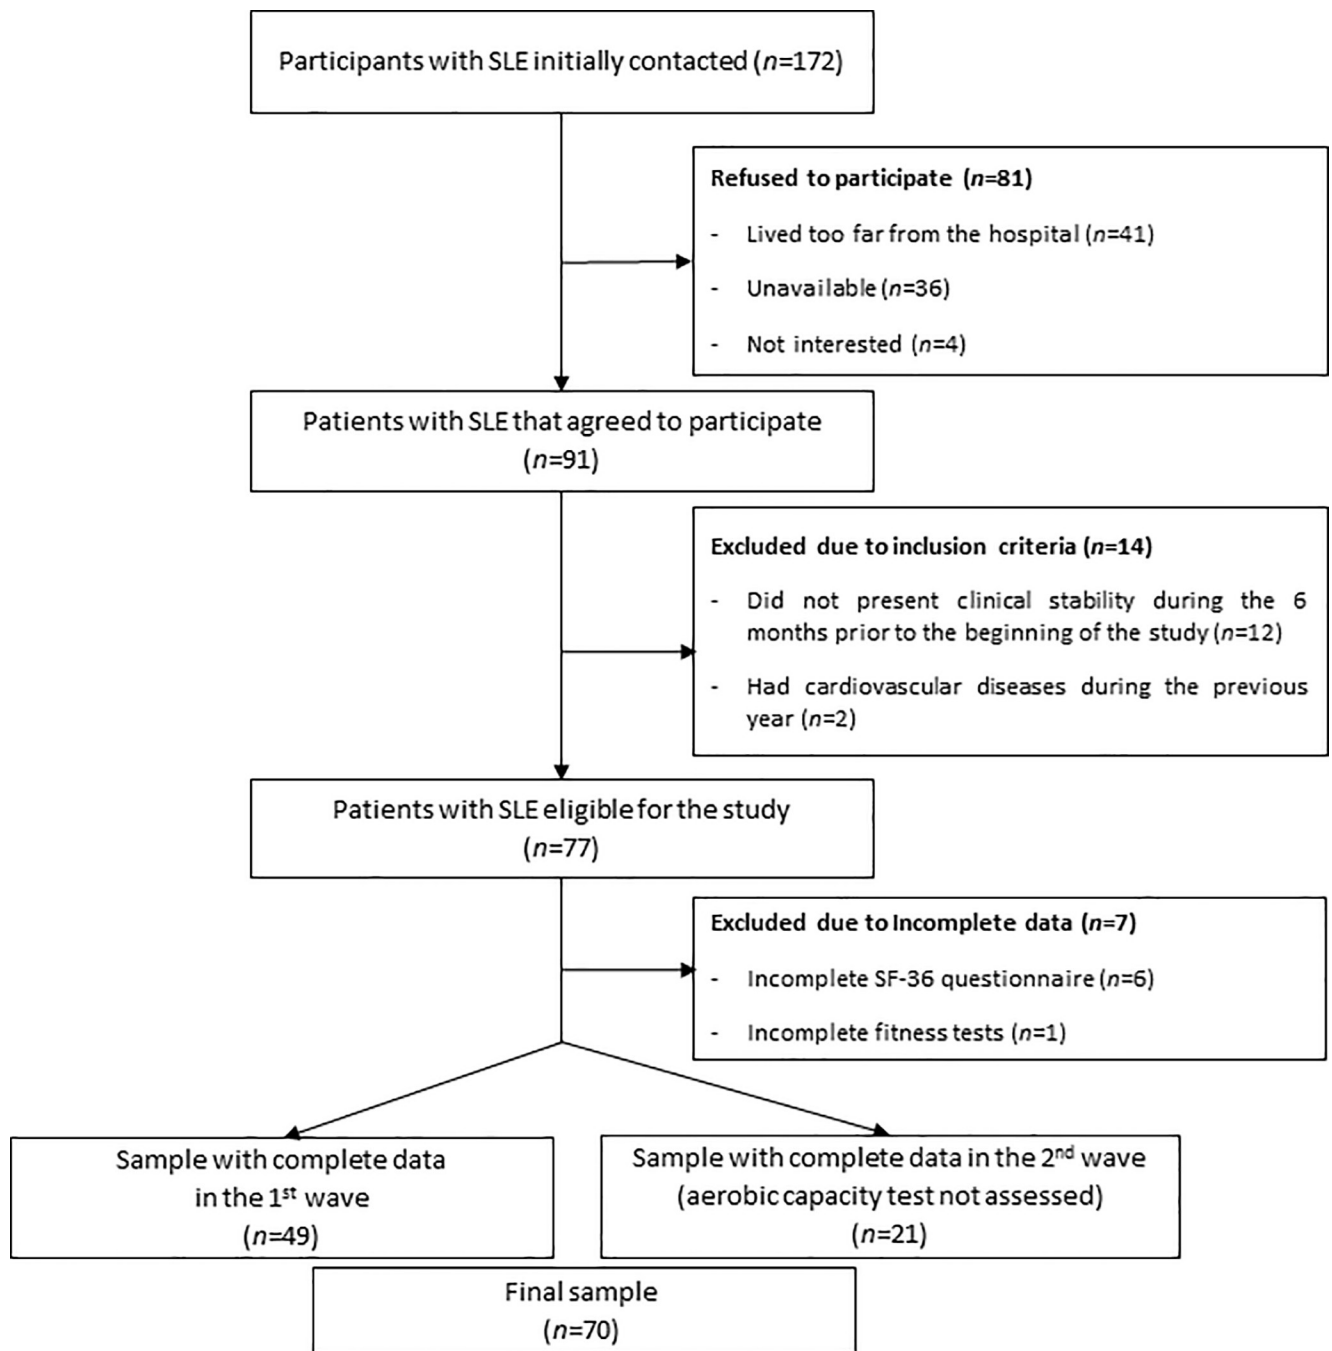 Participants with SLE initially contacted (n=172)
Refused to participate (n=81)
- Lived too far from the hospital (n=41)
- Unavailable (n=36)
- Not interested (n=4)
Patients with SLE that agreed to participate
(n=91)
Excluded due to inclusion criteria (n=14)
- Did not present clinical stability during the 6
months prior to the beginning of the study (n=12)
- Had cardiovascular diseases during the previous
year (n=2)
Patients with SLE eligible for the study
(n=77)
Excluded due to Incomplete data (n=7)
- Incomplete SF-36 questionnaire (n=6)
- Incomplete fitness tests (n=1)
Sample with complete data
in the 1st wave
(n=49)
Sample with complete data in the 2nd wave
(aerobic capacity test not assessed)
(n=21)
Final sample
(n=70)